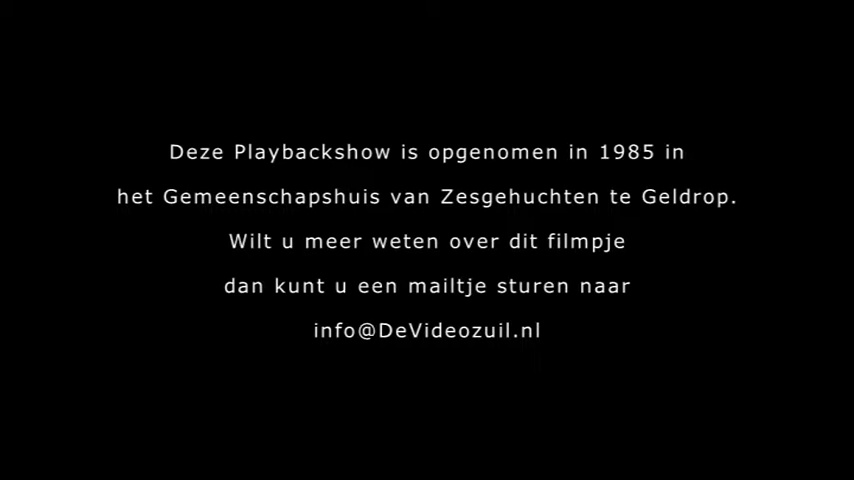 Deze Playbackshow is opgenomen in 1985 in
het Gemeenschapshuis van Zesgehuchten te Geldrop.
Wilt u meer weten over dit filmpje
dan kunt u een mailtje sturen naar
info@DeVideozuil.nl